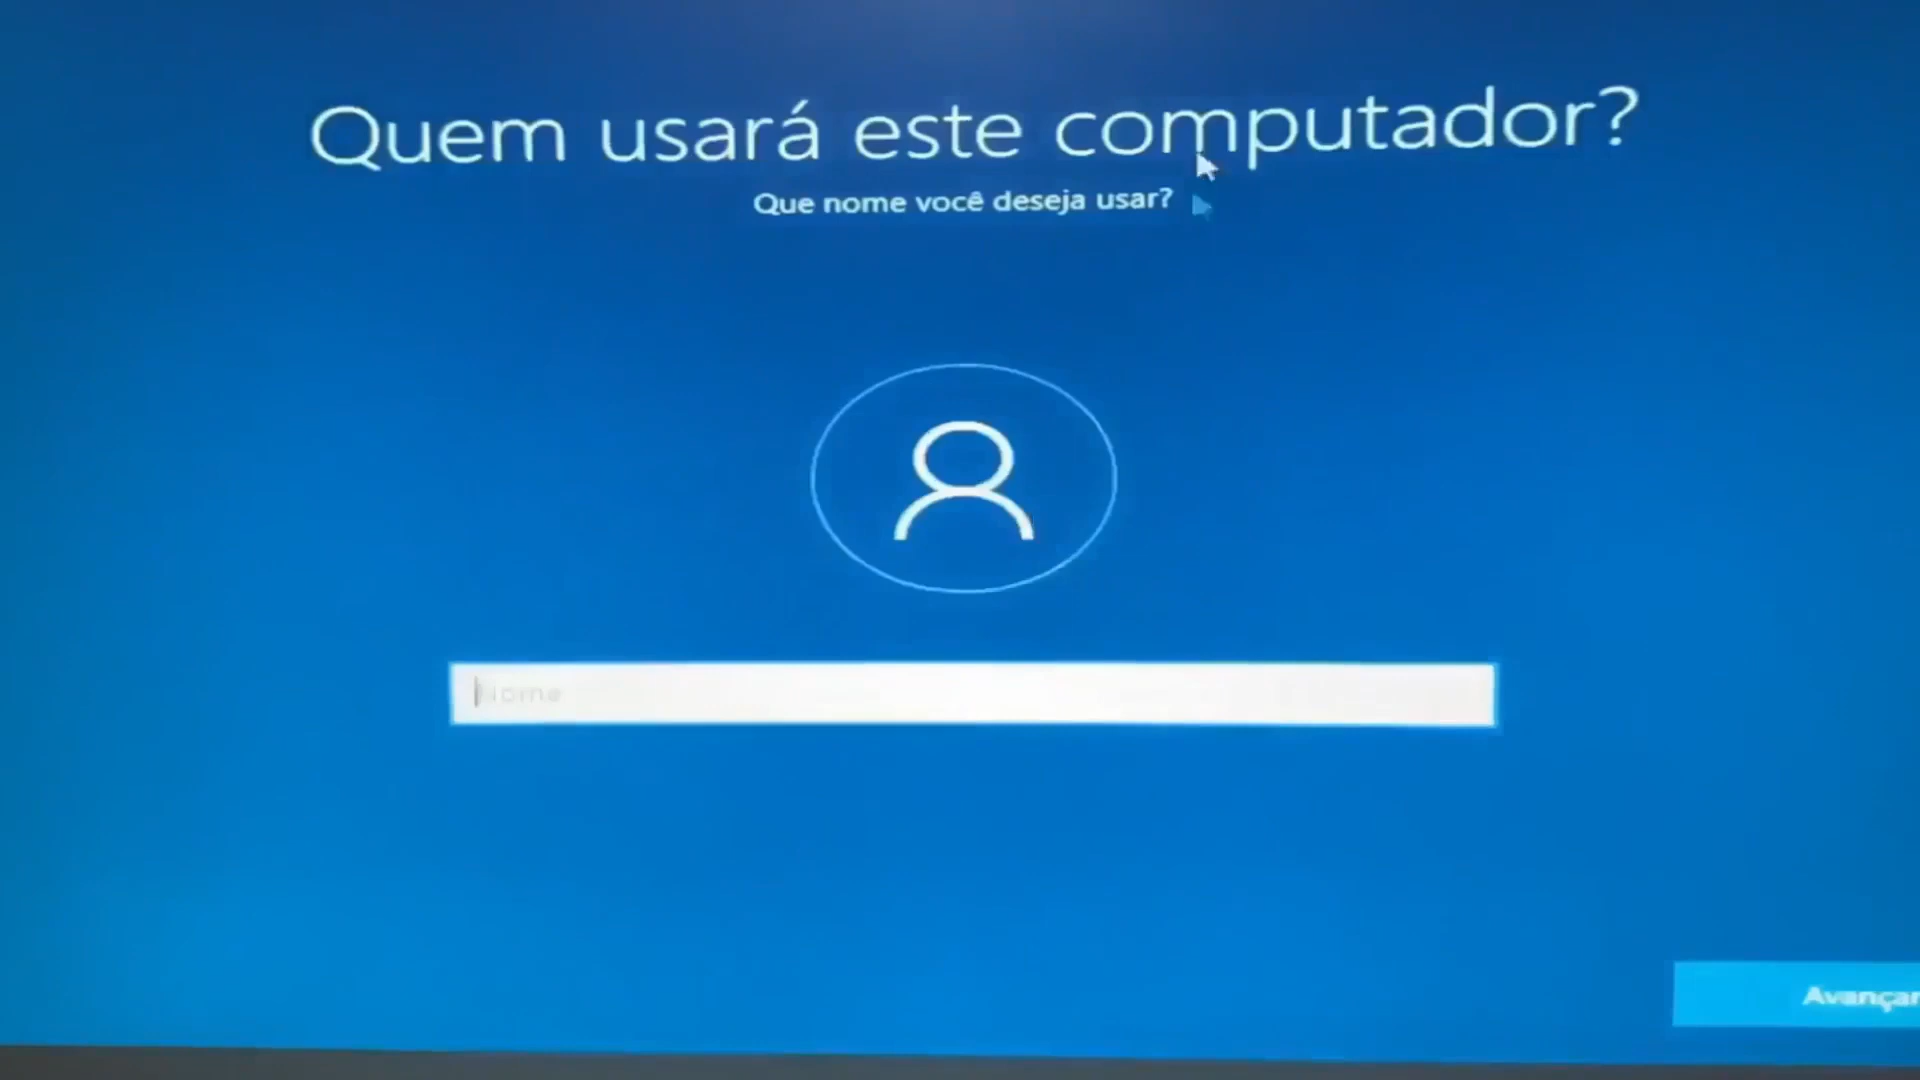 Quem usará este computador?
Que nome você deseja usar?
Nome
Avançar